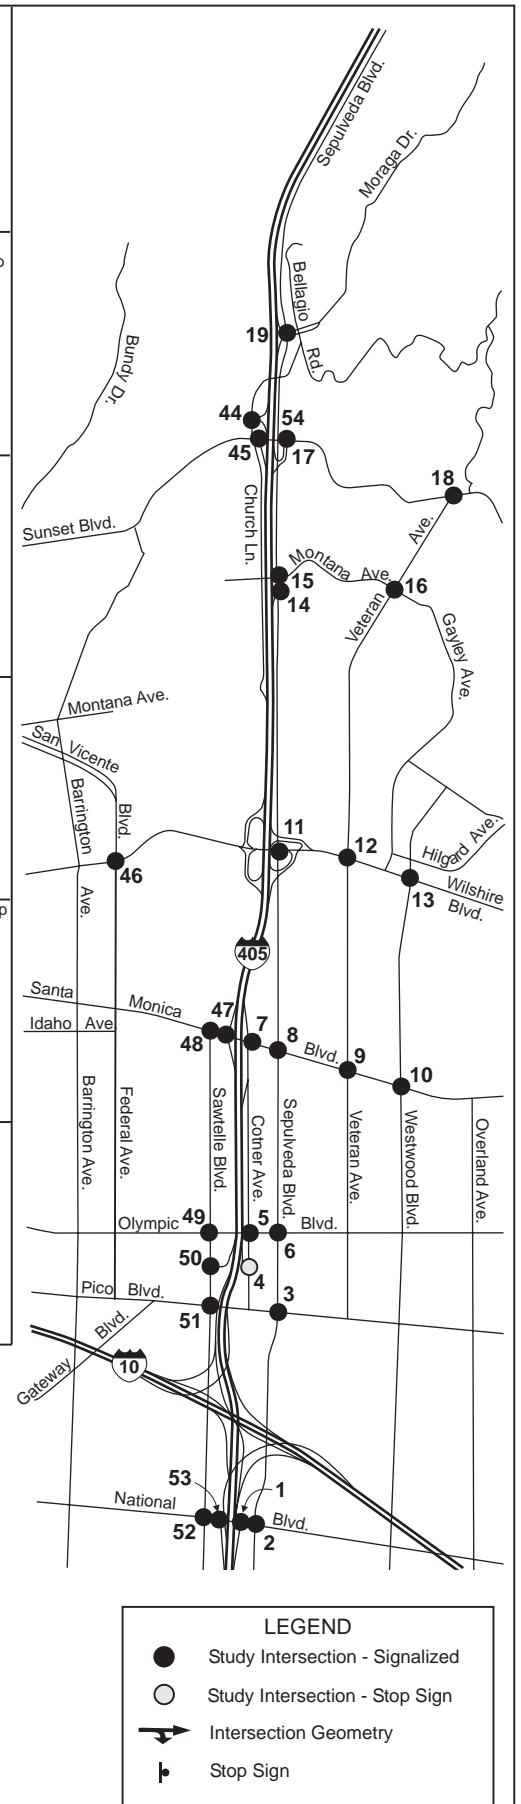 Sepulveda Blvd.
Moraga Dr.
Bellagio Rd.
Bundy Dr.
19
44
54
45
17
18
Sunset Blvd.
Church Ln.
Montana Ave.
Veteran Ave.
15
14
16
Gayley Ave.
Montana Ave.
San Vicente Blvd.
Barrington Ave.
11
12
46
13
Hilgard Ave.
Wilshire Blvd.
405
Santa Monica Blvd.
Idaho Ave.
47
48
7
8
9
10
Barrington Ave.
Federal Ave.
Sawtelle Blvd.
Cotner Ave.
Sepulveda Blvd.
Veteran Ave.
Westwood Blvd.
Overland Ave.
Olympic Blvd.
49
5
6
50
4
Pico Blvd.
51
3
Gateway Blvd.
10
National Blvd.
53
1
52
2
LEGEND
Study Intersection - Signalized
Study Intersection - Stop Sign
Intersection Geometry
Stop Sign